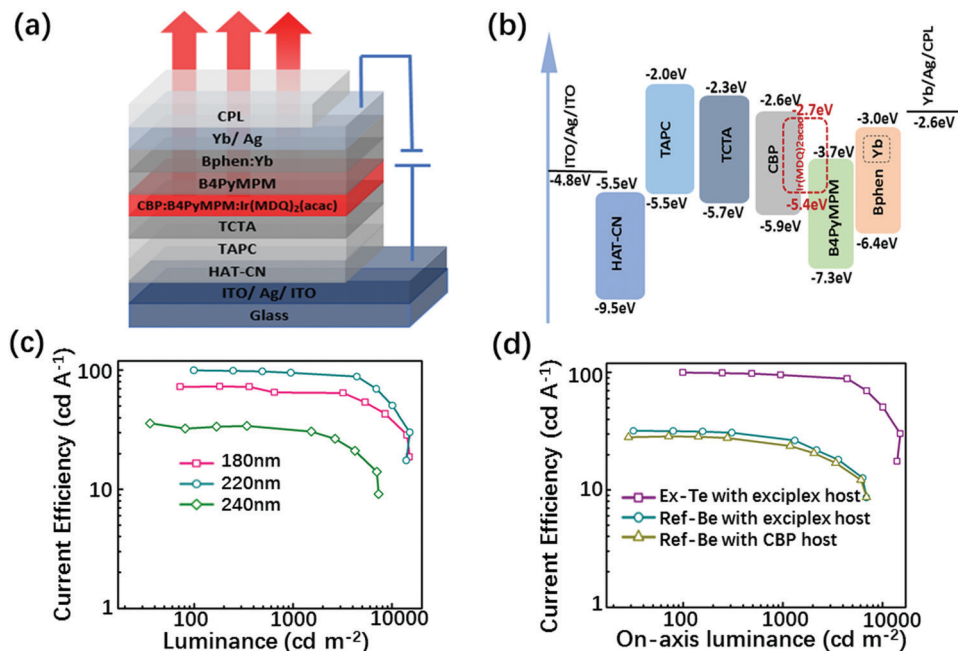 (a)
CPL
Yb/ Ag
Bphen:Yb
B4PyMPM
CBP:B4PyMPM:Ir(MDQ)₂(acac)
TCTA
TAPC
HAT-CN
ITO/ Ag/ ITO
Glass
(b)
ITO/Ag/ITO
-4.8eV
-5.5eV
HAT-CN
-9.5eV
-2.0eV
TAPC
-5.5eV
-2.3eV
TCTA
-5.7eV
-2.6eV
CBP
-5.9eV
-2.7eV
Ir(MDQ)2acac
-5.4eV
-3.7eV
B4PyMPM
-7.3eV
-3.0eV
Bphen
Yb
-6.4eV
Yb/Ag/CPL
-2.6eV
(c)
Current Efficiency (cd A⁻¹)
100
10
1
180nm
220nm
240nm
100 1000 10000
Luminance (cd m⁻²)
(d)
Current Efficiency (cd A⁻¹)
100
10
1
Ex-Te with exciplex host
Ref-Be with exciplex host
Ref-Be with CBP host
100 1000 10000
On-axis luminance (cd m⁻²)